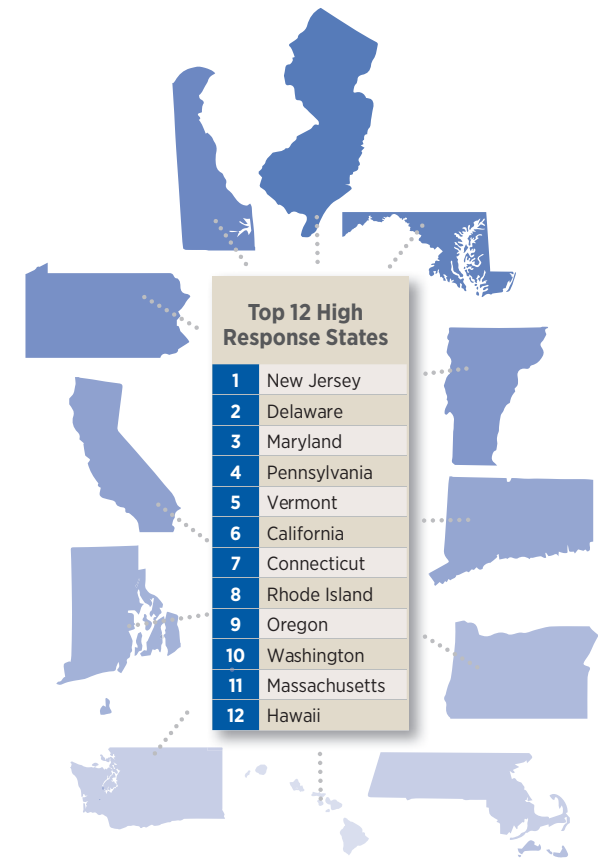 Top 12 High
Response States
1 New Jersey
2 Delaware
3 Maryland
4 Pennsylvania
5 Vermont
6 California
7 Connecticut
8 Rhode Island
9 Oregon
10 Washington
11 Massachusetts
12 Hawaii